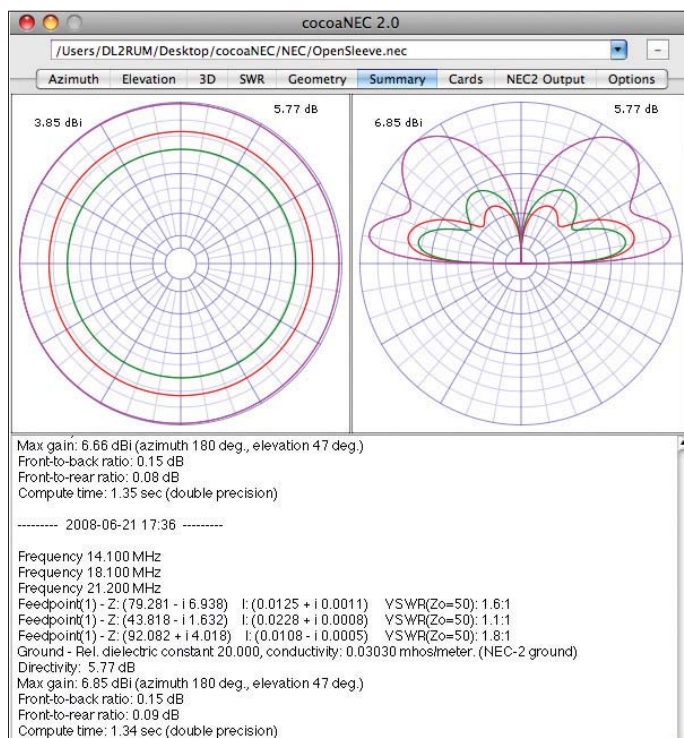 cocoaNEC 2.0
/Users/DL2RUM/Desktop/cocoaNEC/NEC/OpenSleeve.nec
Azimuth Elevation 3D SWR Geometry Summary Cards NEC2 Output Options
3.85 dBi 5.77 dB 6.85 dBi 5.77 dB
Max gain: 6.66 dBi (azimuth 180 deg., elevation 47 deg.)
Front-to-back ratio: 0.15 dB
Front-to-rear ratio: 0.08 dB
Compute time: 1.35 sec (double precision)
--------- 2008-06-21 17:36 ---------
Frequency 14.100 MHz
Frequency 18.100 MHz
Frequency 21.200 MHz
Feedpoint(1) - Z: (79.281 - i 6.938) I: (0.0125 + i 0.0011) VSWR(Zo=50): 1.6:1
Feedpoint(1) - Z: (43.818 - i 1.632) I: (0.0228 + i 0.0008) VSWR(Zo=50): 1.1:1
Feedpoint(1) - Z: (92.082 + i 4.018) I: (0.0108 - i 0.0005) VSWR(Zo=50): 1.8:1
Ground - Rel. dielectric constant 20.000, conductivity: 0.03030 mhos/meter. (NEC-2 ground)
Directivity: 5.77 dB
Max gain: 6.85 dBi (azimuth 180 deg., elevation 47 deg.)
Front-to-back ratio: 0.15 dB
Front-to-rear ratio: 0.09 dB
Compute time: 1.34 sec (double precision)